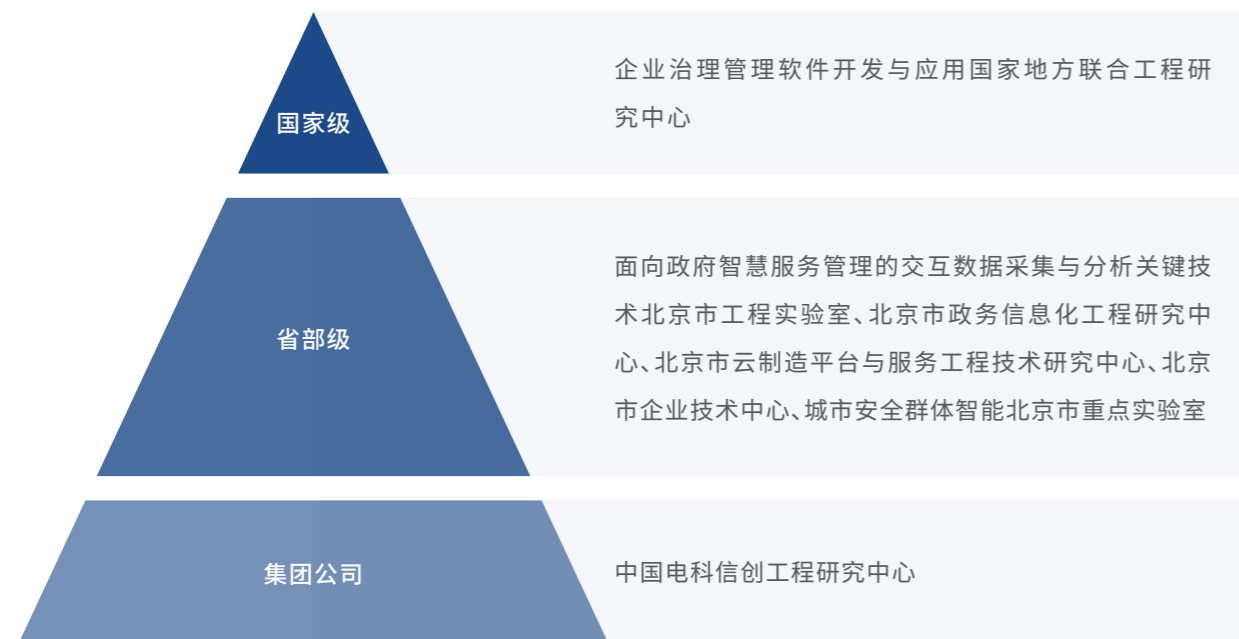 国家级
企业治理管理软件开发与应用国家地方联合工程研
究中心
省部级
面向政府智慧服务管理的交互数据采集与分析关键技
术北京市工程实验室、北京市政务信息化工程研究中
心、北京市云制造平台与服务工程技术研究中心、北京
市企业技术中心、城市安全群体智能北京市重点实验室
集团公司
中国电科信创工程研究中心